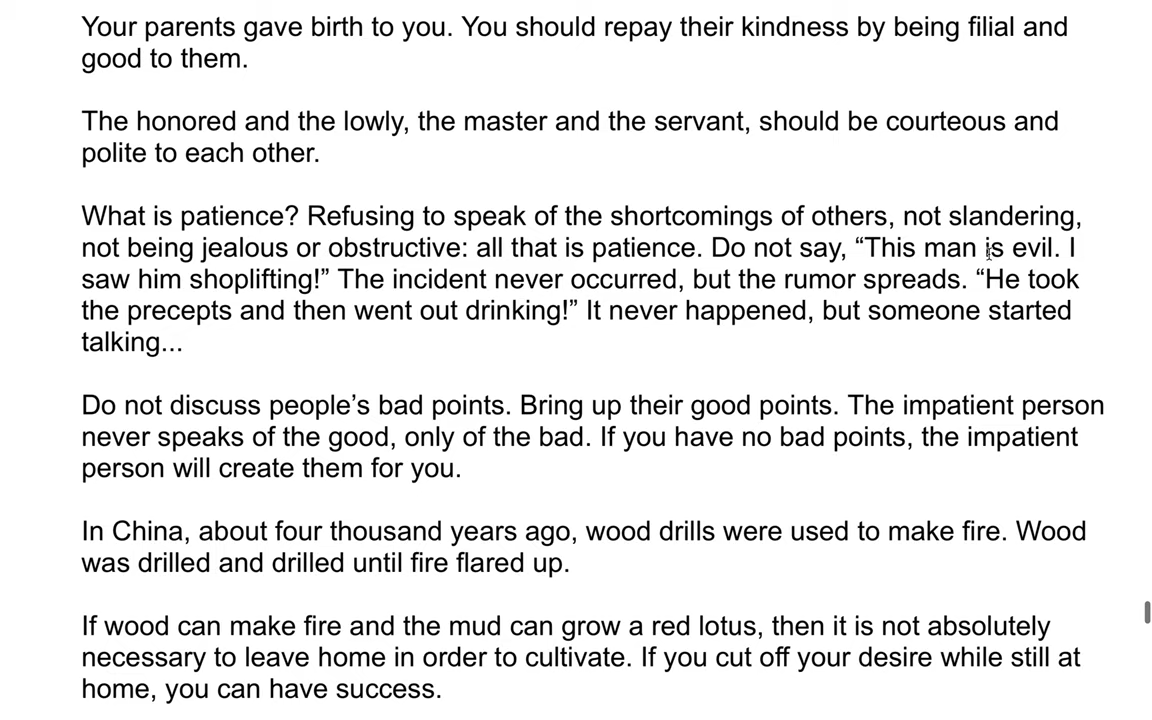 Your parents gave birth to you. You should repay their kindness by being filial and
good to them.
The honored and the lowly, the master and the servant, should be courteous and
polite to each other.
What is patience? Refusing to speak of the shortcomings of others, not slandering,
not being jealous or obstructive: all that is patience. Do not say, “This man is evil. I
saw him shoplifting!” The incident never occurred, but the rumor spreads. “He took
the precepts and then went out drinking!” It never happened, but someone started
talking...
Do not discuss people’s bad points. Bring up their good points. The impatient person
never speaks of the good, only of the bad. If you have no bad points, the impatient
person will create them for you.
In China, about four thousand years ago, wood drills were used to make fire. Wood
was drilled and drilled until fire flared up.
If wood can make fire and the mud can grow a red lotus, then it is not absolutely
necessary to leave home in order to cultivate. If you cut off your desire while still at
home, you can have success.